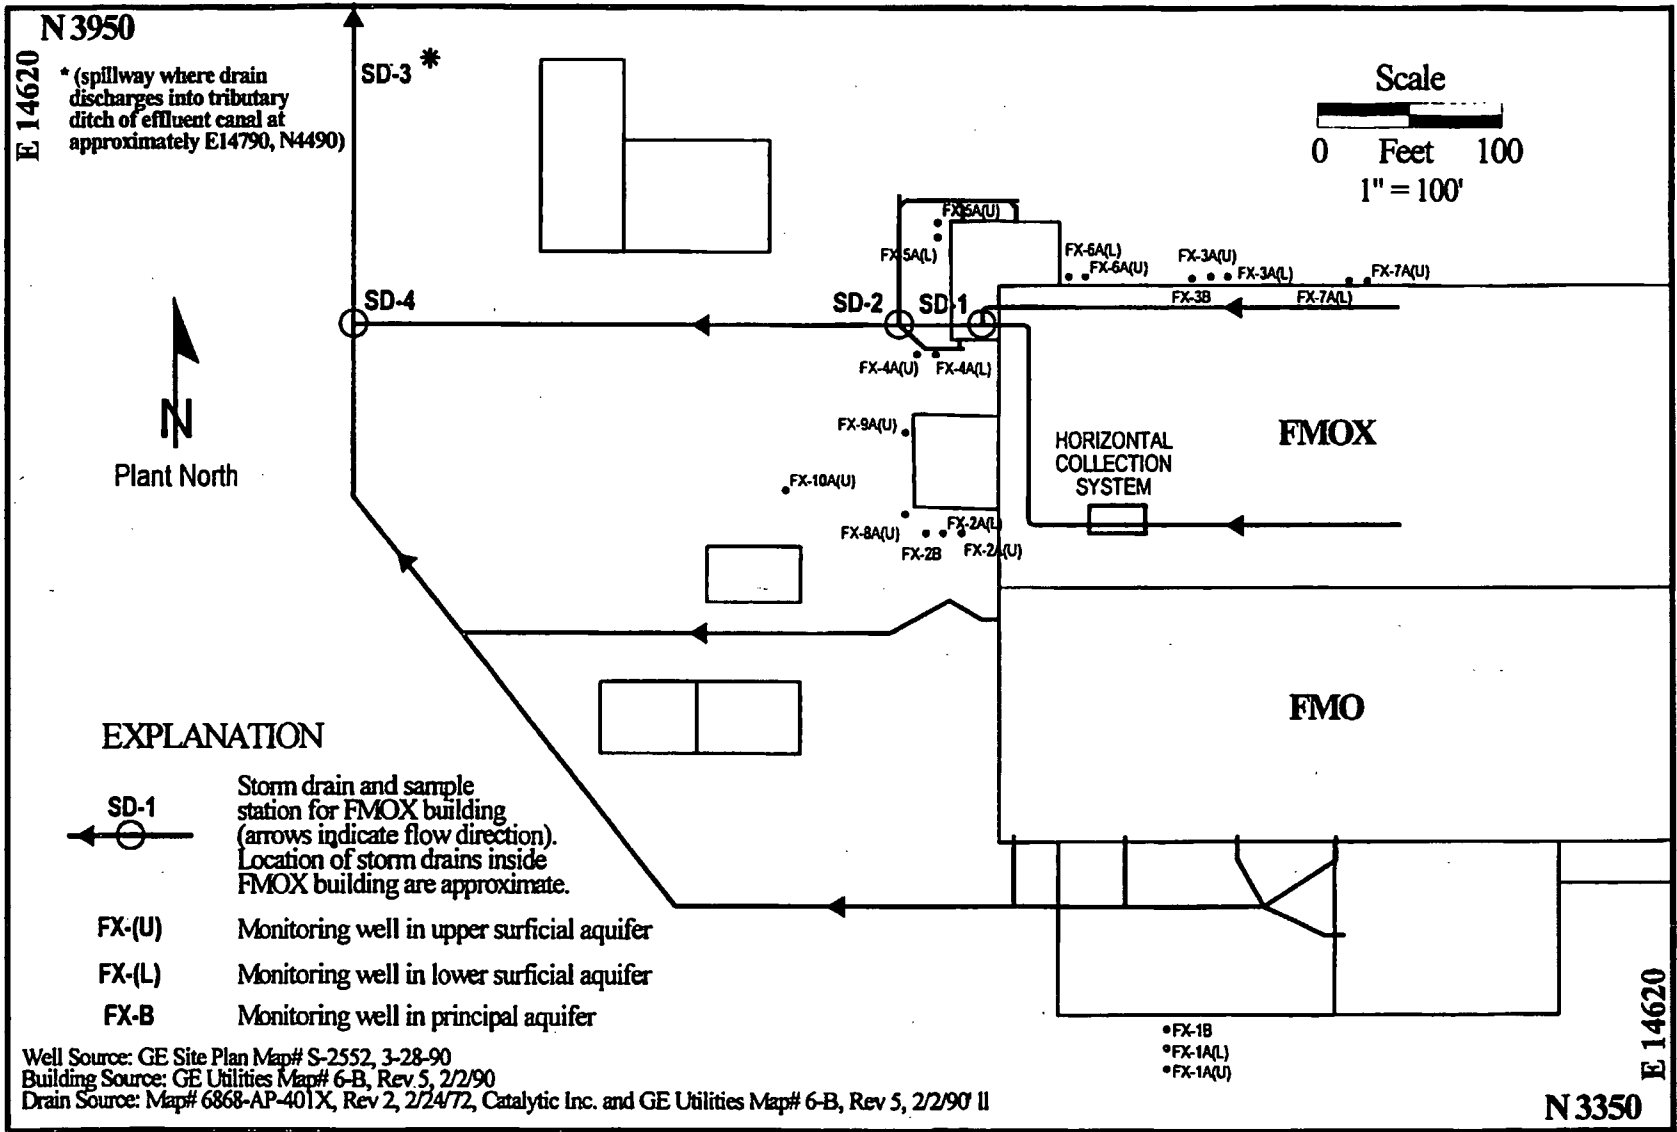 N 3950
E 14620
* (spillway where drain
discharges into tributary
ditch of effluent canal at
approximately E14790, N4490)
SD-3 *
Scale
0 Feet 100
1" = 100'
FX-5A(U)
FX-5A(L)
FX-6A(L)
FX-6A(U)
FX-3A(U)
FX-3A(L)
FX-7A(U)
FX-3B
FX-7A(L)
SD-4
SD-2
SD-1
FX-4A(U)
FX-4A(L)
N
Plant North
FX-9A(U)
FX-10A(U)
FX-8A(U)
FX-2A(L)
FX-2B
FX-2A(U)
HORIZONTAL
COLLECTION
SYSTEM
FMOX
FMO
EXPLANATION
SD-1
Storm drain and sample
station for FMOX building
(arrows indicate flow direction).
Location of storm drains inside
FMOX building are approximate.
FX-(U) Monitoring well in upper surficial aquifer
FX-(L) Monitoring well in lower surficial aquifer
FX-B Monitoring well in principal aquifer
FX-1B
FX-1A(L)
FX-1A(U)
Well Source: GE Site Plan Map# S-2552, 3-28-90
Building Source: GE Utilities Map# 6-B, Rev 5, 2/2/90
Drain Source: Map# 6868-AP-401X, Rev 2, 2/24/72, Catalytic Inc. and GE Utilities Map# 6-B, Rev 5, 2/2/90' ll
E 14620
N 3350